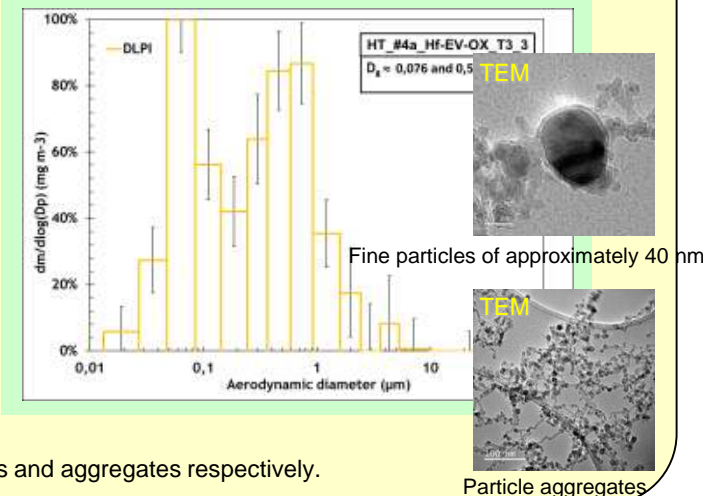 100%
80%
60%
40%
20%
0%
dm/dlog(Dp) (mg m-3)
DLPI
HT_#4a_Hf-EV-OX_T3_3
≈ 0,076 and 0,5
0,01
0,1
1
10
Aerodynamic diameter (µm)
TEM
Fine particles of approximately 40 nm
TEM
100 nm
Particle aggregates
and aggregates respectively.